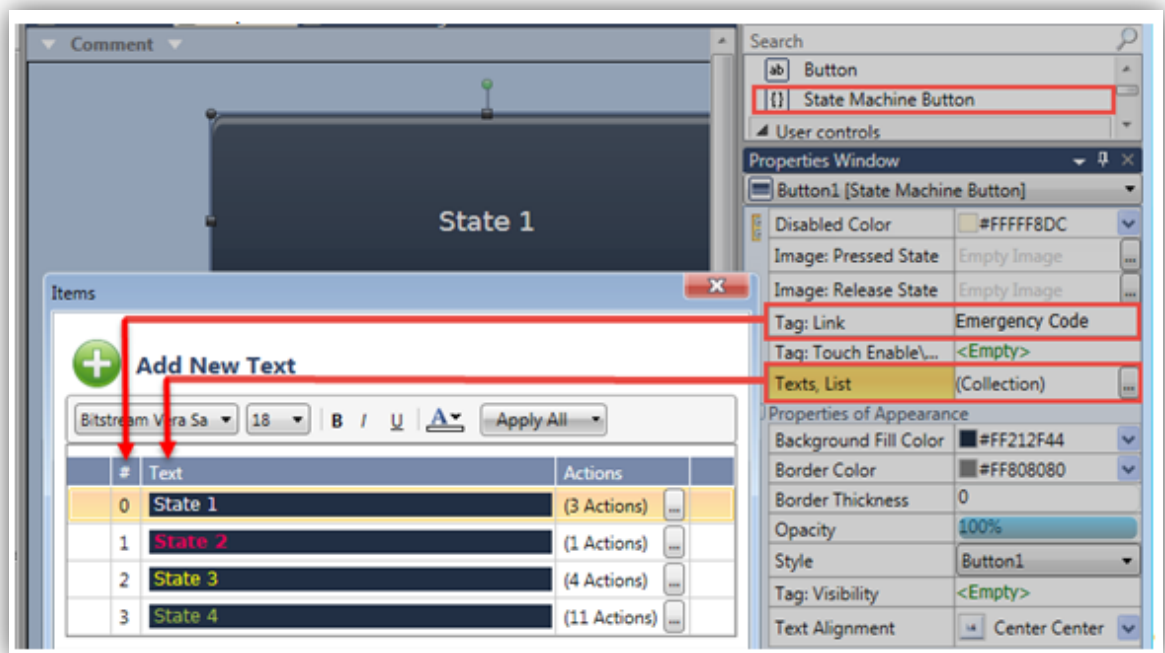 Comment
State 1
Search
Button
State Machine Button
User controls
Properties Window
Button1 [State Machine Button]
Disabled Color #FFFFF8DC
Image: Pressed State Empty Image ...
Image: Release State Empty Image ...
Tag: Link Emergency Code
Tag: Touch Enable\,... <Empty>
Texts, List (Collection) ...
Properties of Appearance
Background Fill Color #FF212F44
Border Color #FF808080
Border Thickness 0
Opacity 100%
Style Button1
Tag: Visibility <Empty>
Text Alignment Center Center
Items
Add New Text
Bitstream Vera Sa 18 B I U A Apply All
# Text Actions
0 State 1 (3 Actions) ...
1 State 2 (1 Actions) ...
2 State 3 (4 Actions) ...
3 State 4 (11 Actions) ...